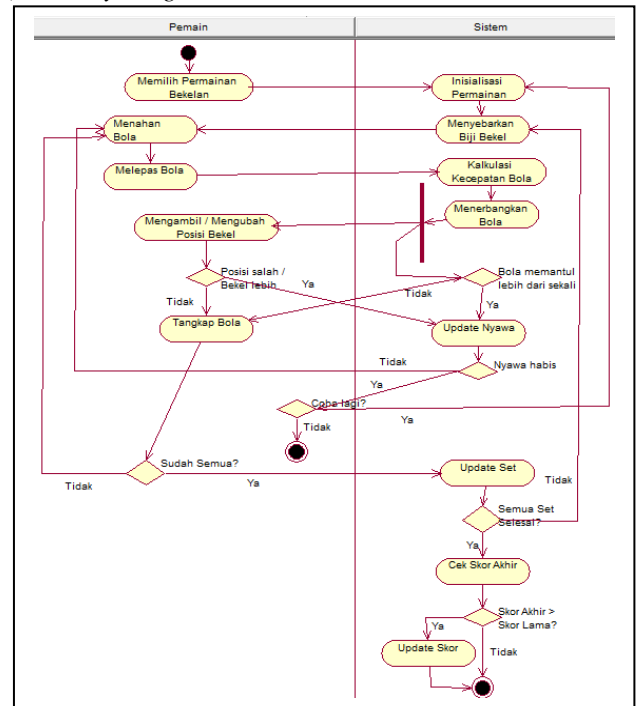 Pemain
Sistem
Memilih Permainan
Bekelan
Inisialisasi
Permainan
Menahan
Bola
Menyebarkan
Biji Bekel
Melepas Bola
Kalkulasi
Kecepatan Bola
Mengambil / Mengubah
Posisi Bekel
Menerbangkan
Bola
Posisi salah /
Bekel lebih
Ya
Bola memantul
lebih dari sekali
Tidak
Tidak
Ya
Tangkap Bola
Update Nyawa
Tidak
Nyawa habis
Ya
Coba lagi?
Ya
Tidak
Sudah Semua?
Tidak
Ya
Update Set
Tidak
Semua Set
Selesai?
Ya
Cek Skor Akhir
Skor Akhir >
Skor Lama?
Ya
Update Skor
Tidak